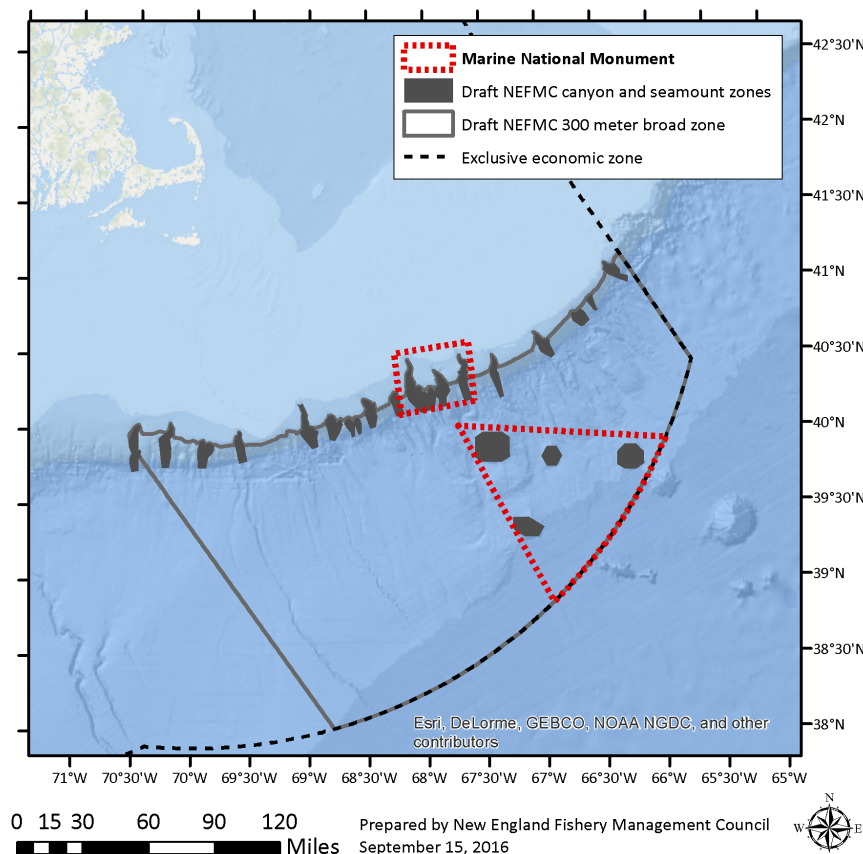 Marine National Monument
Draft NEFMC canyon and seamount zones
Draft NEFMC 300 meter broad zone
Exclusive economic zone
42°30'N
42°N
41°30'N
41°N
40°30'N
40°N
39°30'N
39°N
38°30'N
38°N
Esri, DeLorme, GEBCO, NOAA NGDC, and other
contributors
71°W 70°30'W 70°W 69°30'W 69°W 68°30'W 68°W 67°30'W 67°W 66°30'W 66°W 65°30'W 65°W
0 15 30 60 90 120
Miles
Prepared by New England Fishery Management Council
September 15, 2016
N
W E
S